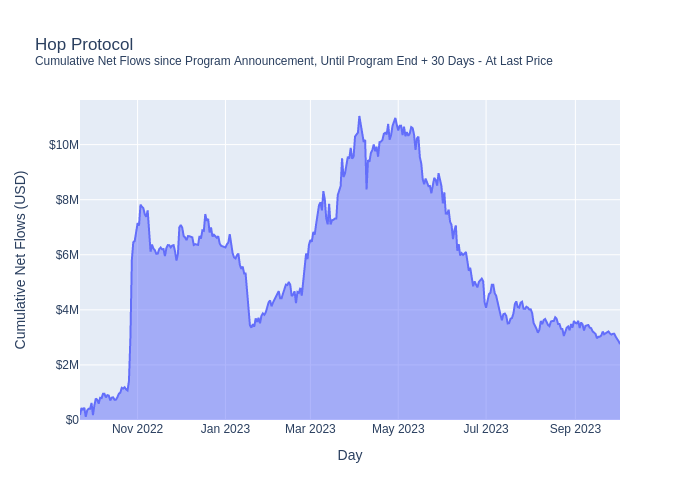 Hop Protocol
Cumulative Net Flows since Program Announcement, Until Program End + 30 Days - At Last Price
Cumulative Net Flows (USD)
$10M
$8M
$6M
$4M
$2M
$0
Nov 2022
Jan 2023
Mar 2023
May 2023
Jul 2023
Sep 2023
Day